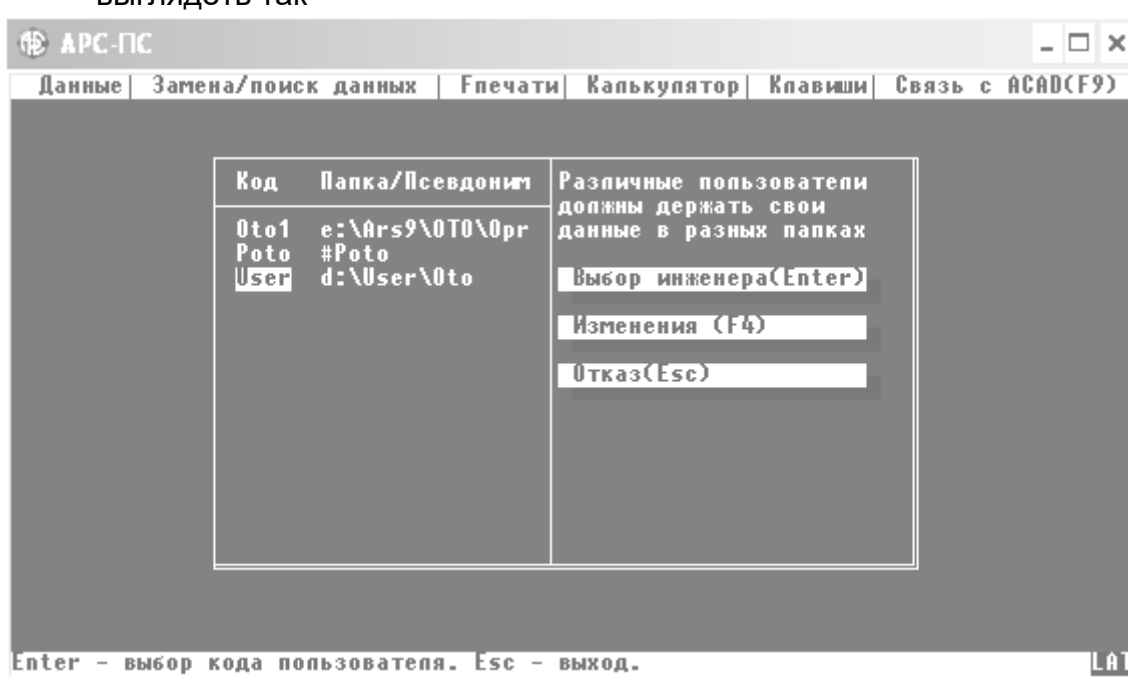 выглядеть так
АРС-ПС
Данные| Замена/поиск данных | Fпечати| Калькулятор| Клавиши| Связь с ACAD(F9)
Код Папка/Псевдоним
Oto1 e:\Ars9\OTO\Opr
Poto #Poto
User d:\User\Oto
Различные пользователи
должны держать свои
данные в разных папках
Выбор инженера(Enter)
Изменения (F4)
Отказ(Esc)
Enter - выбор кода пользователя. Esc - выход.
LAT